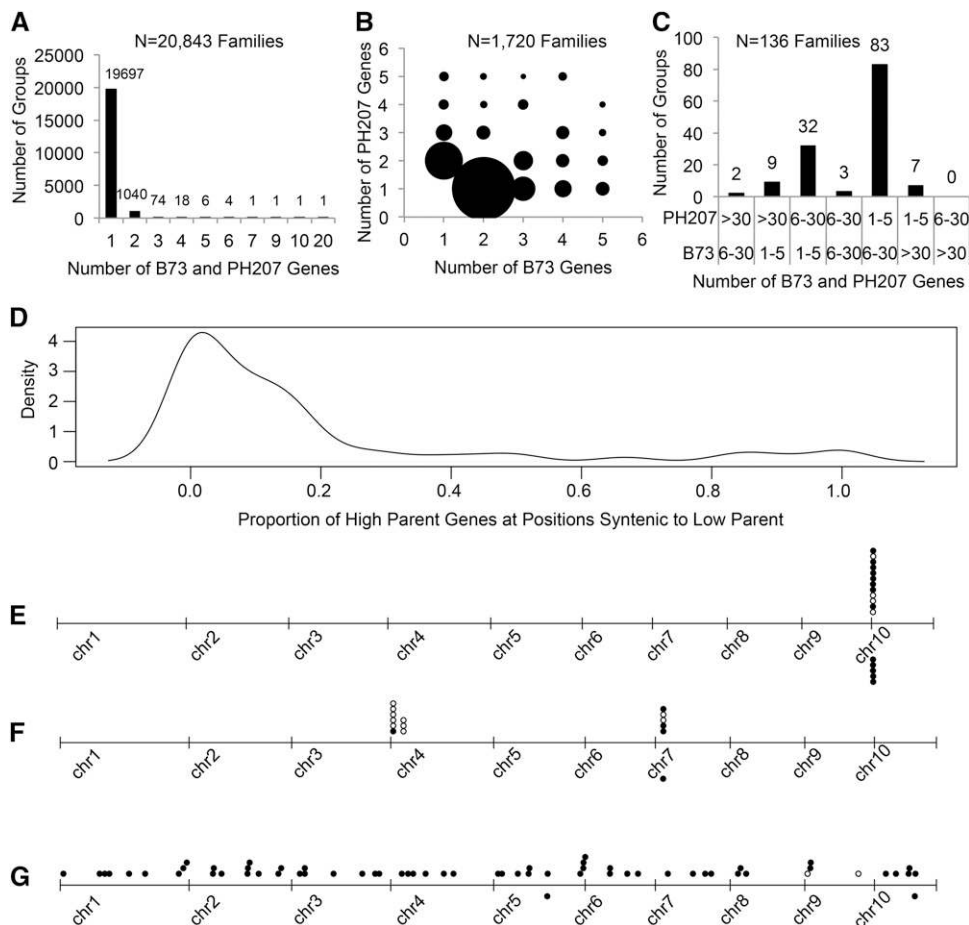 A
N=20,843 Families
Number of Groups
25000
20000
15000
10000
5000
0
19697
1040
74
18
6
4
1
1
1
1
1 2 3 4 5 6 7 9 10 20
Number of B73 and PH207 Genes
B
N=1,720 Families
Number of PH207 Genes
6
5
4
3
2
1
0
0 1 2 3 4 5 6
Number of B73 Genes
C
N=136 Families
Number of Groups
100
80
60
40
20
0
2
9
32
3
83
7
0
PH207 >30 >30 6-30 6-30 1-5 1-5 6-30
B73 6-30 1-5 1-5 6-30 6-30 >30 >30
Number of B73 and PH207 Genes
D
Density
4
3
2
1
0
0.0 0.2 0.4 0.6 0.8 1.0
Proportion of High Parent Genes at Positions Syntenic to Low Parent
E
chr1 chr2 chr3 chr4 chr5 chr6 chr7 chr8 chr9 chr10
F
chr1 chr2 chr3 chr4 chr5 chr6 chr7 chr8 chr9 chr10
G
chr1 chr2 chr3 chr4 chr5 chr6 chr7 chr8 chr9 chr10